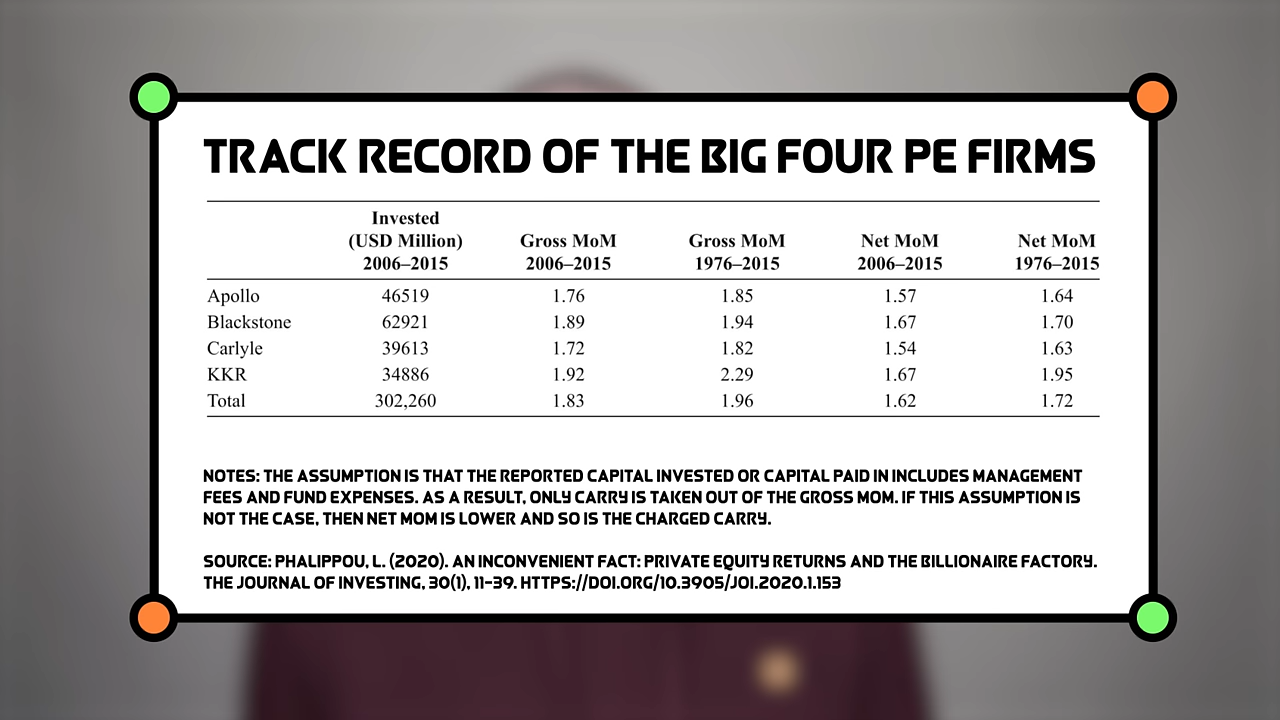 TRACK RECORD OF THE BIG FOUR PE FIRMS
Invested
(USD Million) Gross MoM Gross MoM Net MoM Net MoM
2006–2015 2006–2015 1976–2015 2006–2015 1976–2015
Apollo 46519 1.76 1.85 1.57 1.64
Blackstone 62921 1.89 1.94 1.67 1.70
Carlyle 39613 1.72 1.82 1.54 1.63
KKR 34886 1.92 2.29 1.67 1.95
Total 302,260 1.83 1.96 1.62 1.72
NOTES: THE ASSUMPTION IS THAT THE REPORTED CAPITAL INVESTED OR CAPITAL PAID IN INCLUDES MANAGEMENT
FEES AND FUND EXPENSES. AS A RESULT, ONLY CARRY IS TAKEN OUT OF THE GROSS MOM. IF THIS ASSUMPTION IS
NOT THE CASE, THEN NET MOM IS LOWER AND SO IS THE CHARGED CARRY.
SOURCE: PHALIPPOU, L. (2020). AN INCONVENIENT FACT: PRIVATE EQUITY RETURNS AND THE BILLIONAIRE FACTORY.
THE JOURNAL OF INVESTING, 30(1), 11–39. HTTPS://DOI.ORG/10.3905/JOI.2020.1.153